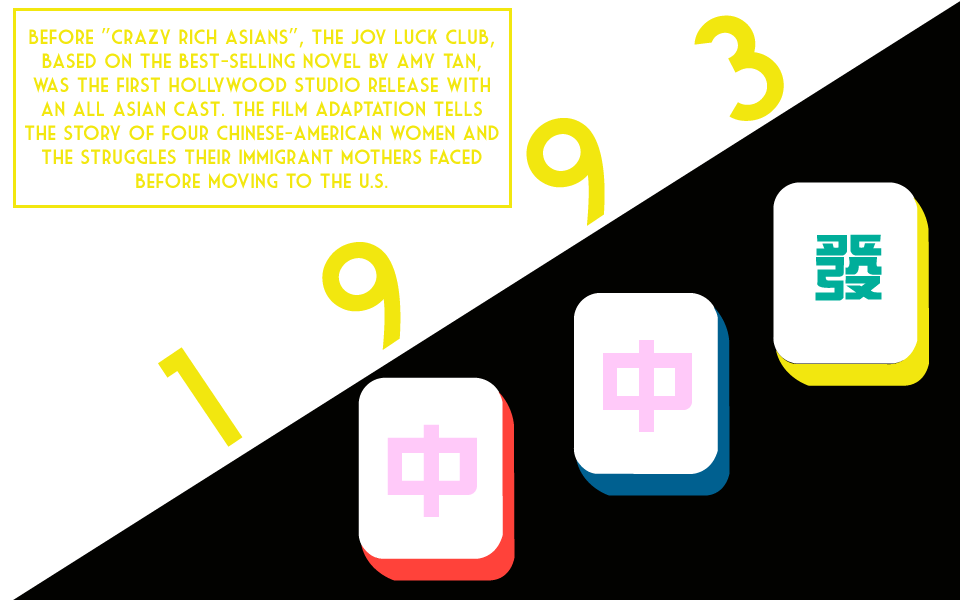 BEFORE "CRAZY RICH ASIANS", THE JOY LUCK CLUB,
BASED ON THE BEST-SELLING NOVEL BY AMY TAN,
WAS THE FIRST HOLLYWOOD STUDIO RELEASE WITH
AN ALL ASIAN CAST. THE FILM ADAPTATION TELLS
THE STORY OF FOUR CHINESE-AMERICAN WOMEN AND
THE STRUGGLES THEIR IMMIGRANT MOTHERS FACED
BEFORE MOVING TO THE U.S.
1993
中
中
發